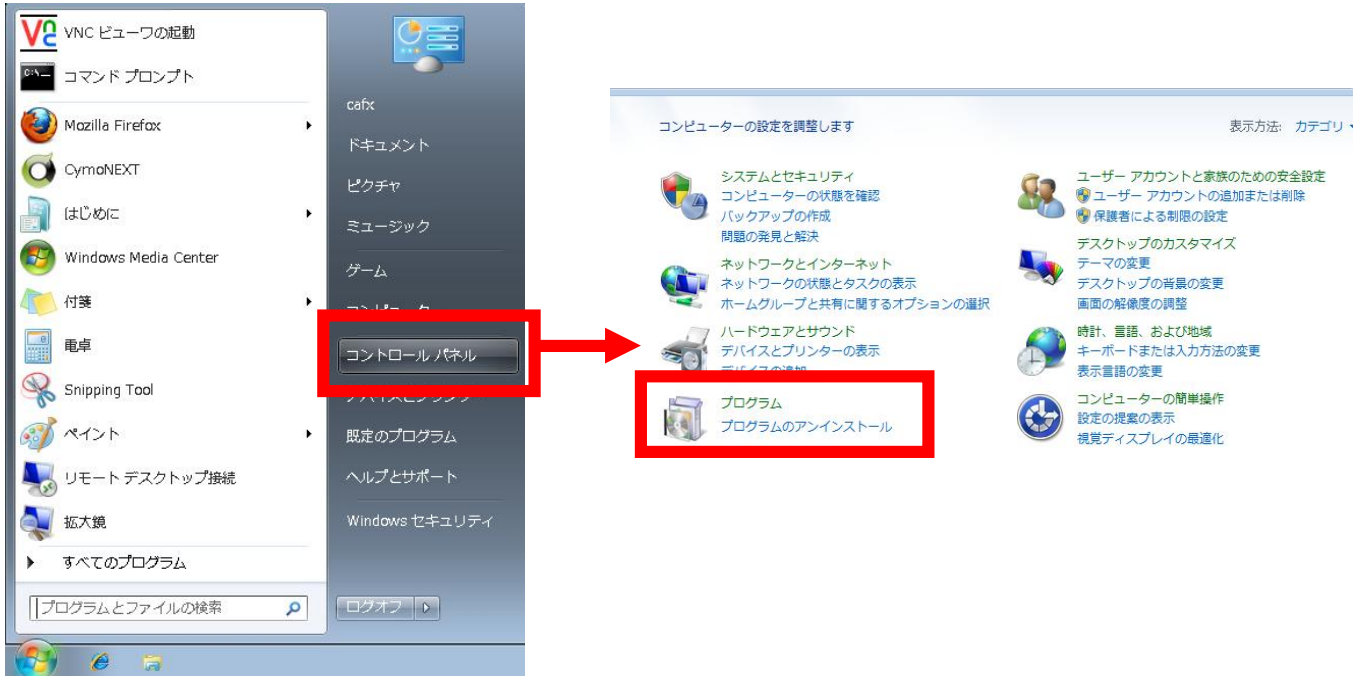 VNC ビューワの起動
コマンド プロンプト
Mozilla Firefox
CymoNEXT
はじめに
Windows Media Center
付箋
電卓
Snipping Tool
ペイント
リモート デスクトップ接続
拡大鏡
すべてのプログラム
プログラムとファイルの検索
cafx
ドキュメント
ピクチャ
ミュージック
ゲーム
コントロール パネル
既定のプログラム
ヘルプとサポート
Windows セキュリティ
ログオフ
コンピューターの設定を調整します
表示方法: カテゴリ
システムとセキュリティ
コンピューターの状態を確認
バックアップの作成
問題の発見と解決
ネットワークとインターネット
ネットワークの状態とタスクの表示
ホームグループと共有に関するオプションの選択
ハードウェアとサウンド
デバイスとプリンターの表示
デバイスの追加
プログラム
プログラムのアンインストール
ユーザー アカウントと家族のための安全設定
ユーザー アカウントの追加または削除
保護者による制限の設定
デスクトップのカスタマイズ
テーマの変更
デスクトップの背景の変更
画面の解像度の調整
時計、言語、および地域
キーボードまたは入力方法の変更
表示言語の変更
コンピューターの簡単操作
設定の提案の表示
視覚ディスプレイの最適化